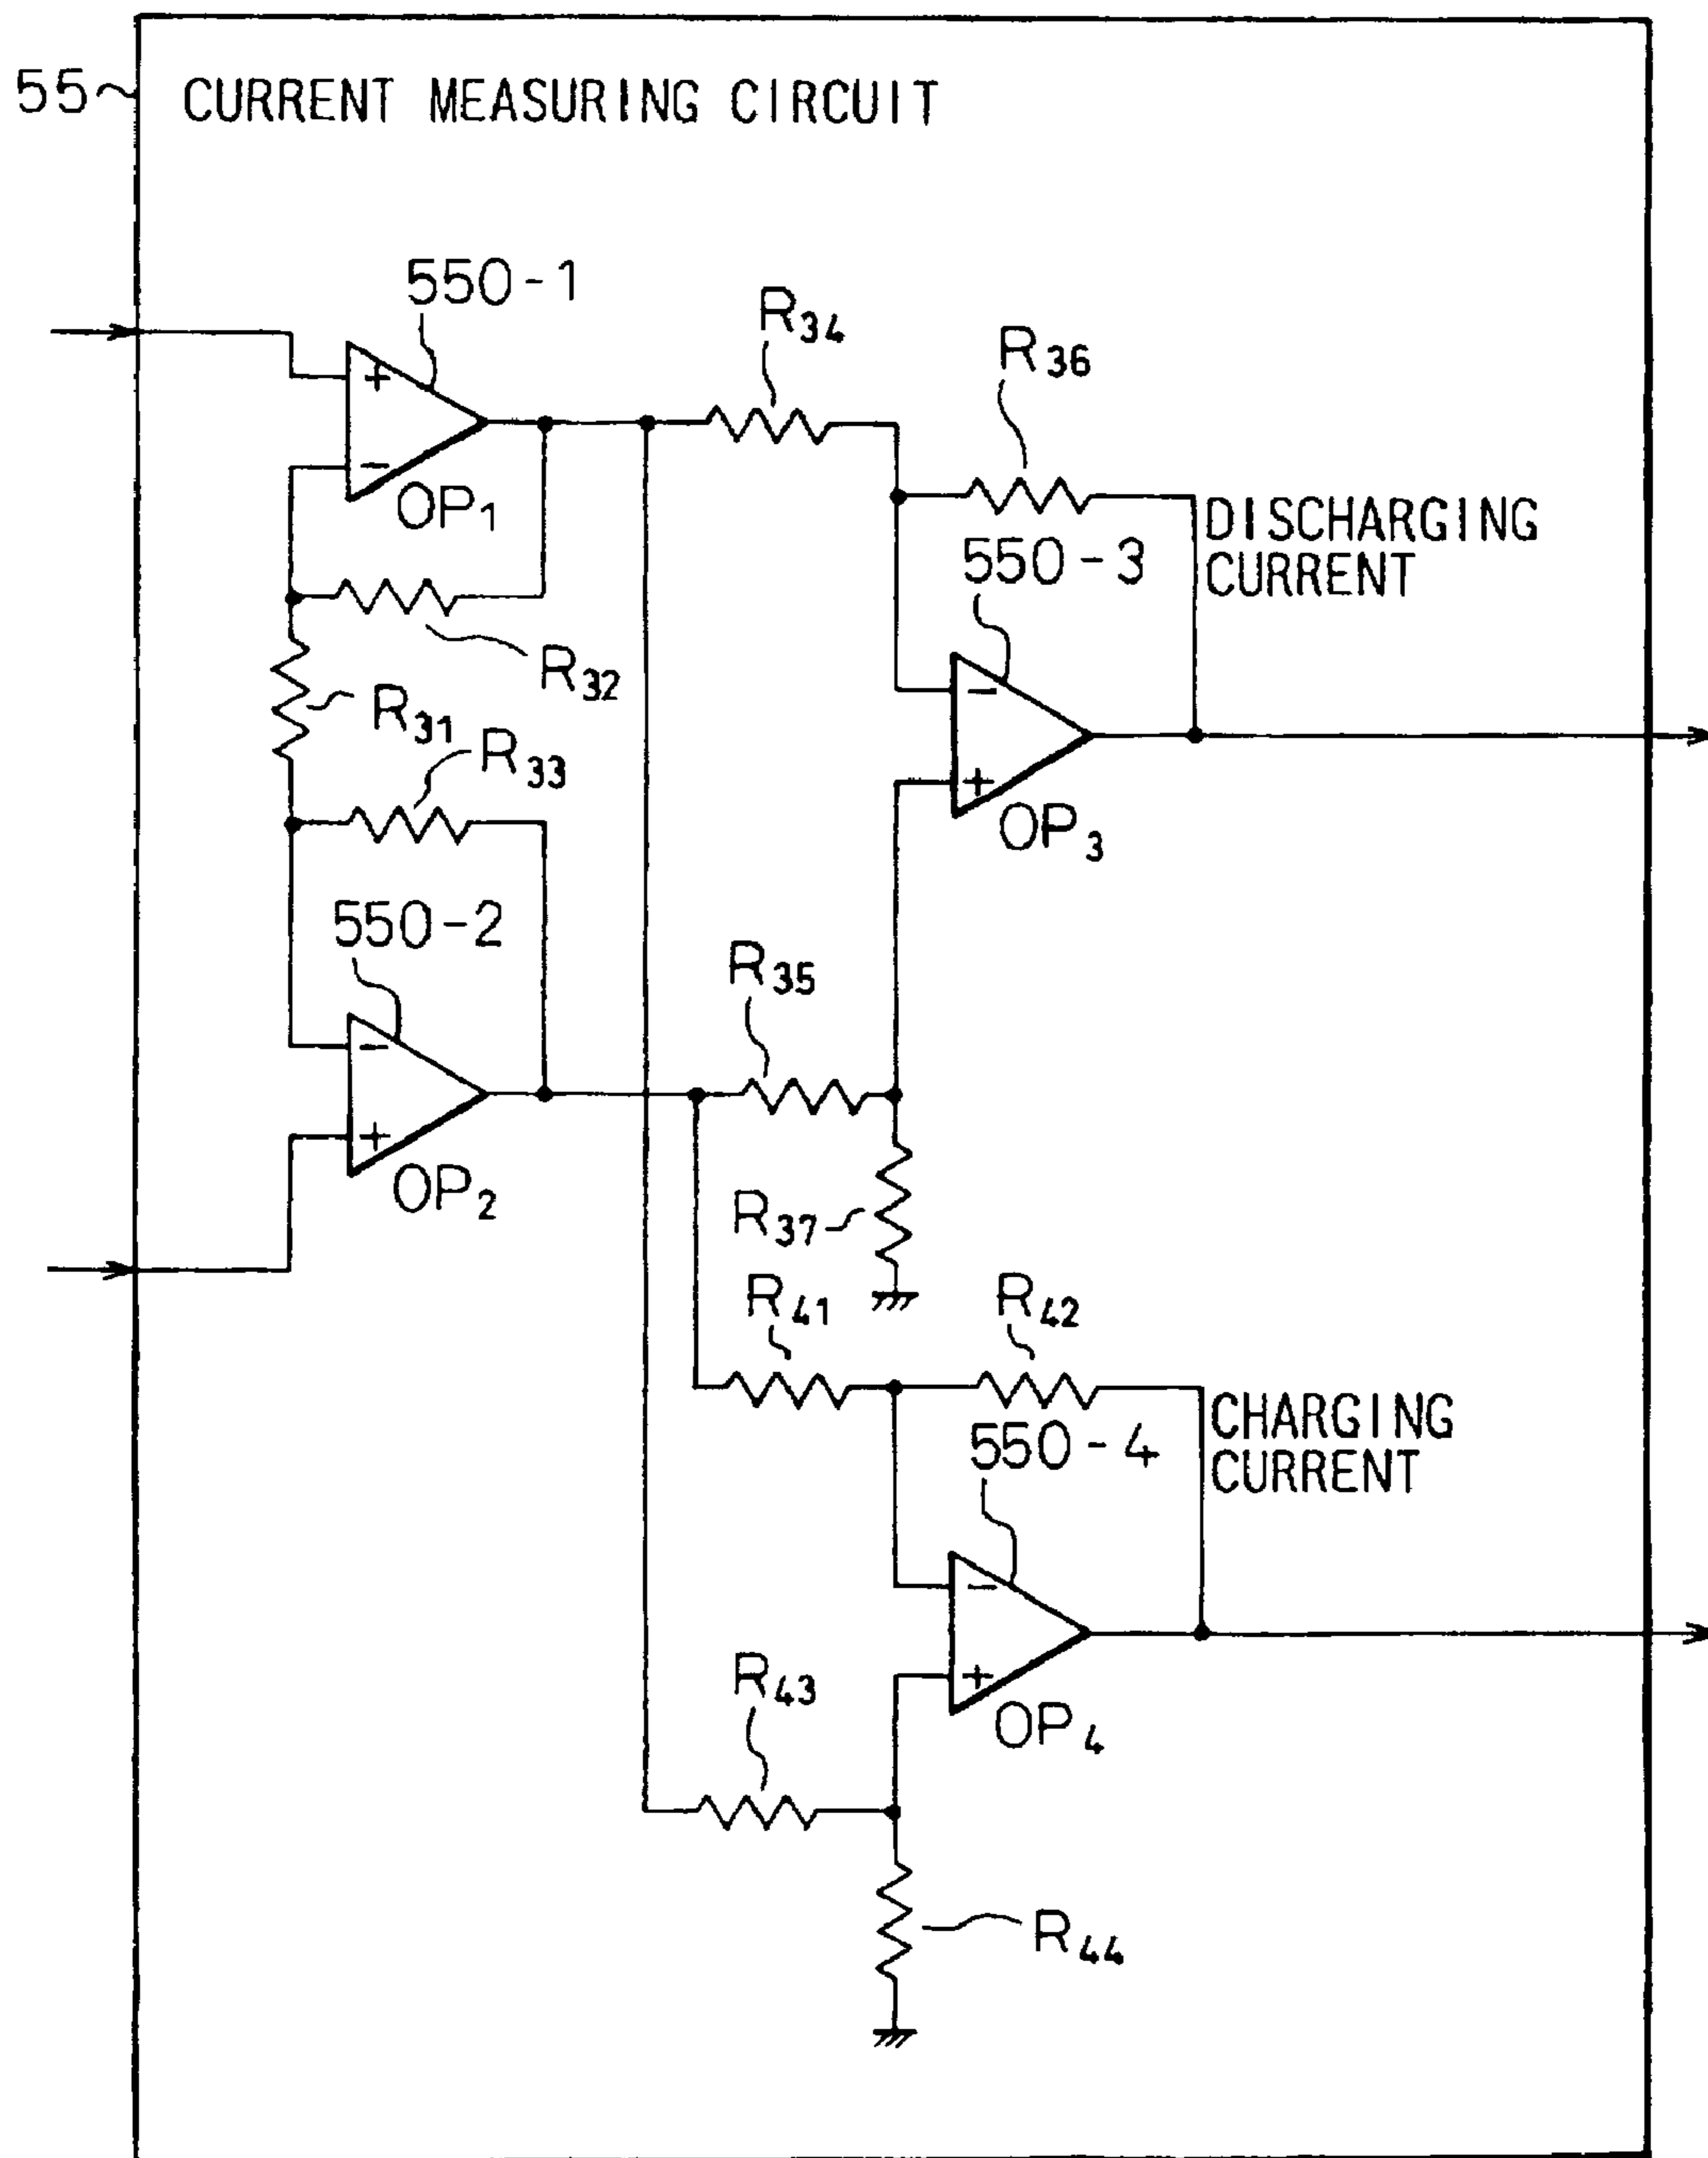 55 CURRENT MEASURING CIRCUIT
550-1
R34
R36
+
-
OP1
DISCHARGING
CURRENT
550-3
R32
R31
R33
-
+
OP3
550-2
R35
-
+
OP2
R37
R41
R42
CHARGING
CURRENT
550-4
-
+
R43
OP4
R44